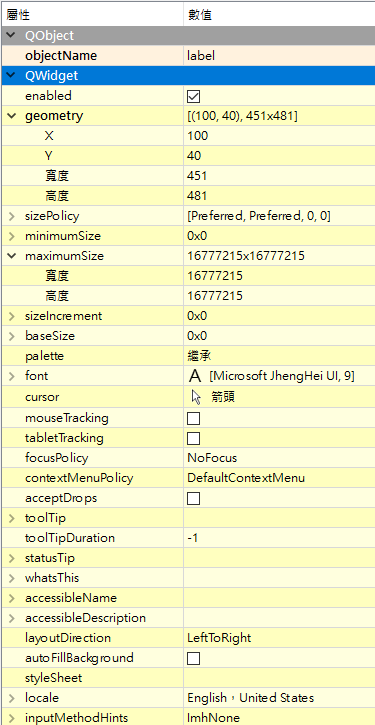 屬性 數值
QObject
objectName label
QWidget
enabled
geometry [(100, 40), 451x481]
X 100
Y 40
寬度 451
高度 481
sizePolicy [Preferred, Preferred, 0, 0]
minimumSize 0x0
maximumSize 16777215x16777215
寬度 16777215
高度 16777215
sizeIncrement 0x0
baseSize 0x0
palette 繼承
font A [Microsoft JhengHei UI, 9]
cursor 箭頭
mouseTracking
tabletTracking
focusPolicy NoFocus
contextMenuPolicy DefaultContextMenu
acceptDrops
toolTip
toolTipDuration -1
statusTip
whatsThis
accessibleName
accessibleDescription
layoutDirection LeftToRight
autoFillBackground
styleSheet
locale English，United States
inputMethodHints ImhNone